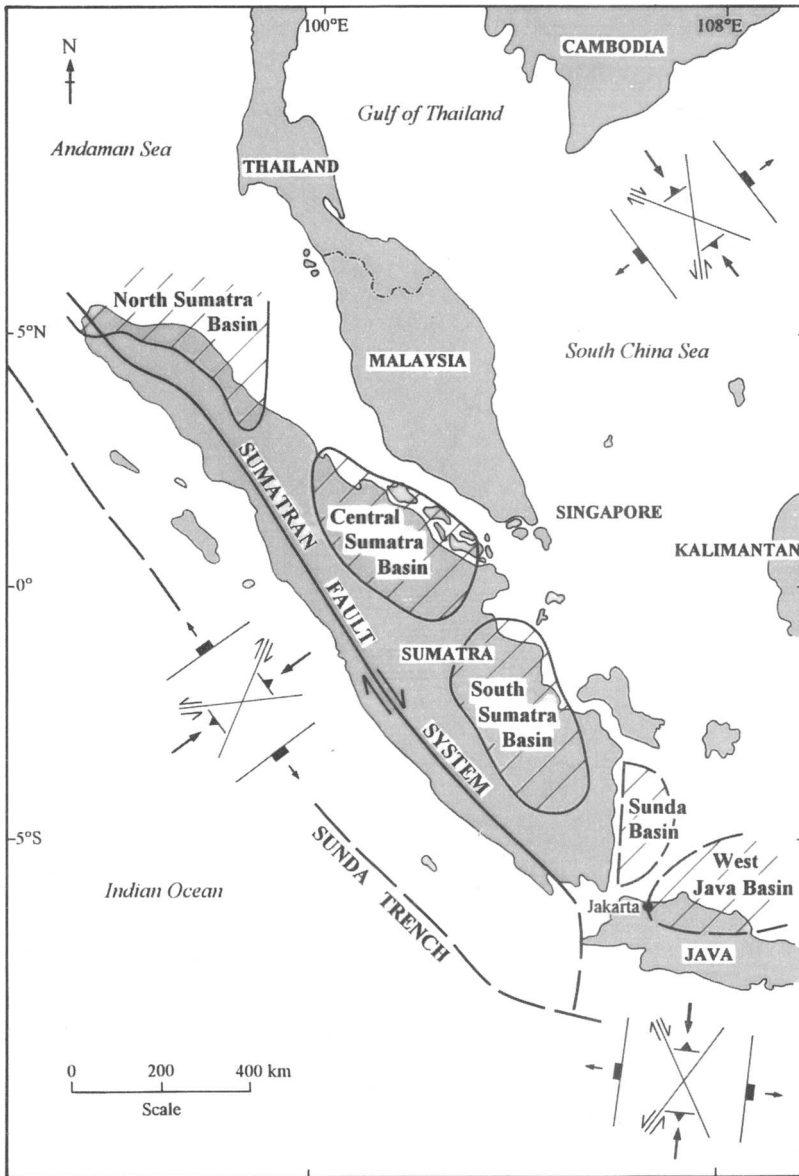 100°E
108°E
N
CAMBODIA
Gulf of Thailand
Andaman Sea
THAILAND
North Sumatra
Basin
5°N
MALAYSIA
South China Sea
SUMATRAN
FAULT
SYSTEM
Central
Sumatra
Basin
SINGAPORE
KALIMANTAN
0°
SUMATRA
South
Sumatra
Basin
Sunda
Basin
5°S
West
Java Basin
Indian Ocean
SUNDA TRENCH
Jakarta
JAVA
0 200 400 km
Scale